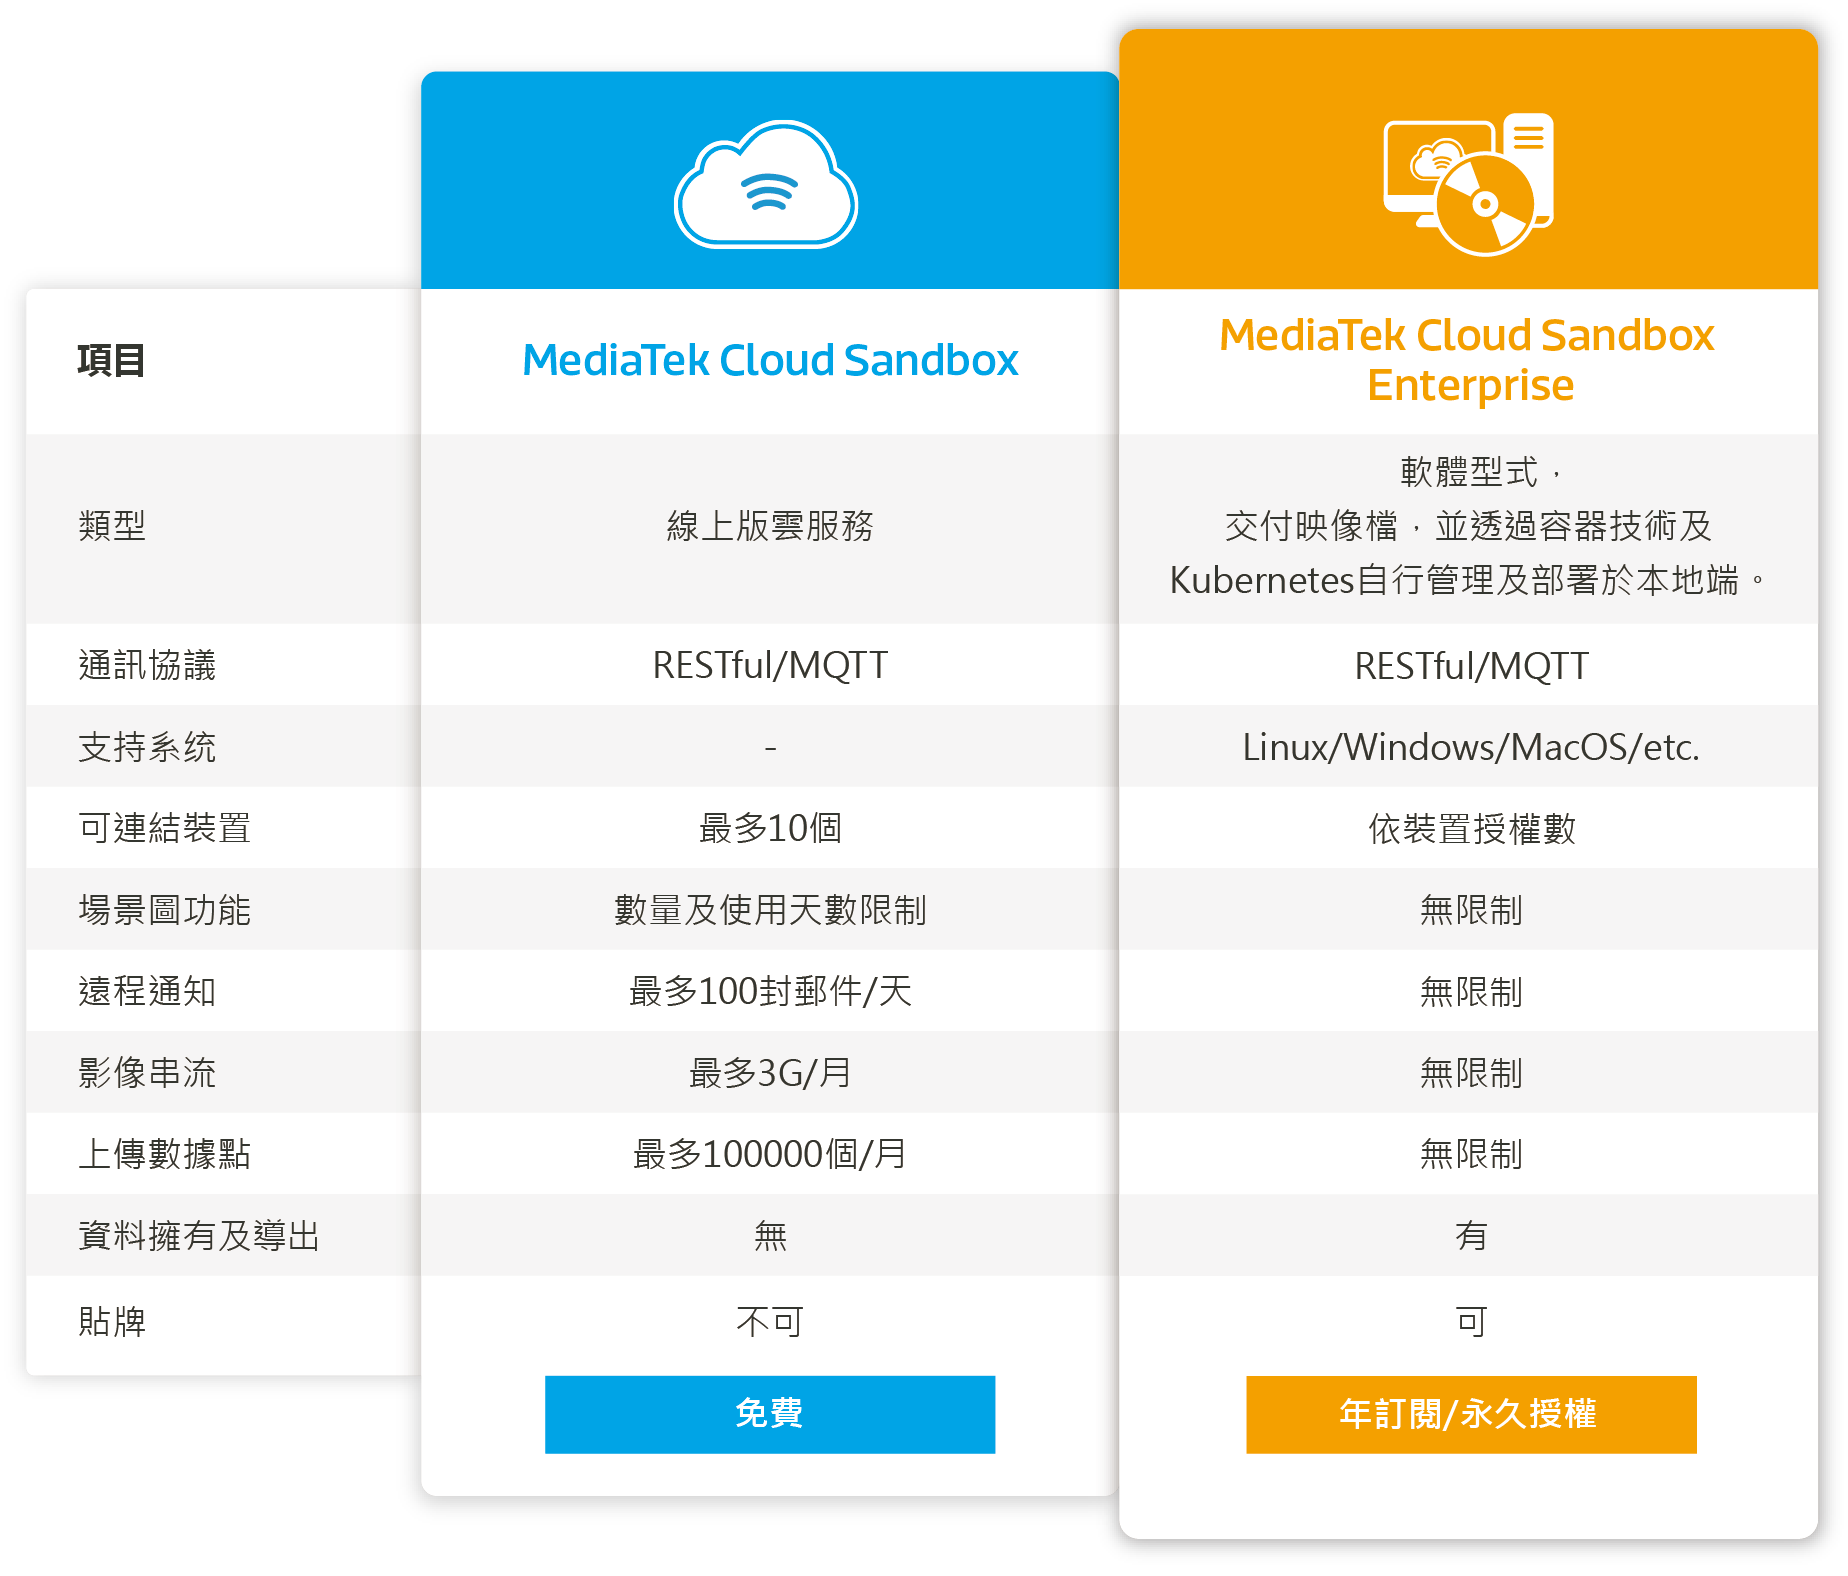 項目
MediaTek Cloud Sandbox
MediaTek Cloud Sandbox
Enterprise
類型
線上版雲服務
軟體型式，
交付映像檔，並透過容器技術及
Kubernetes自行管理及部署於本地端。
通訊協議
RESTful/MQTT
RESTful/MQTT
支持系统
-
Linux/Windows/MacOS/etc.
可連結裝置
最多10個
依裝置授權數
場景圖功能
數量及使用天數限制
無限制
遠程通知
最多100封郵件/天
無限制
影像串流
最多3G/月
無限制
上傳數據點
最多100000個/月
無限制
資料擁有及導出
無
有
貼牌
不可
可
免費
年訂閱/永久授權